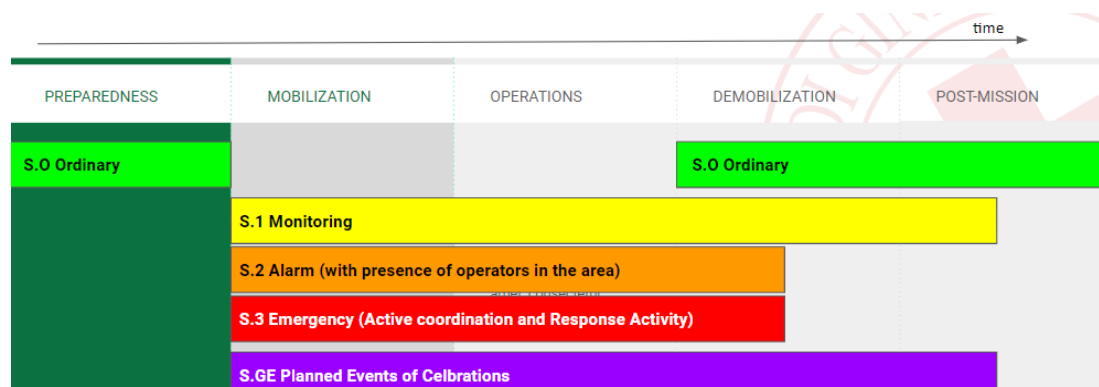 time
PREPAREDNESS
MOBILIZATION
OPERATIONS
DEMOBILIZATION
POST-MISSION
S.O Ordinary
S.O Ordinary
S.1 Monitoring
S.2 Alarm (with presence of operators in the area)
S.3 Emergency (Active coordination and Response Activity)
S.GE Planned Events of Celbrations